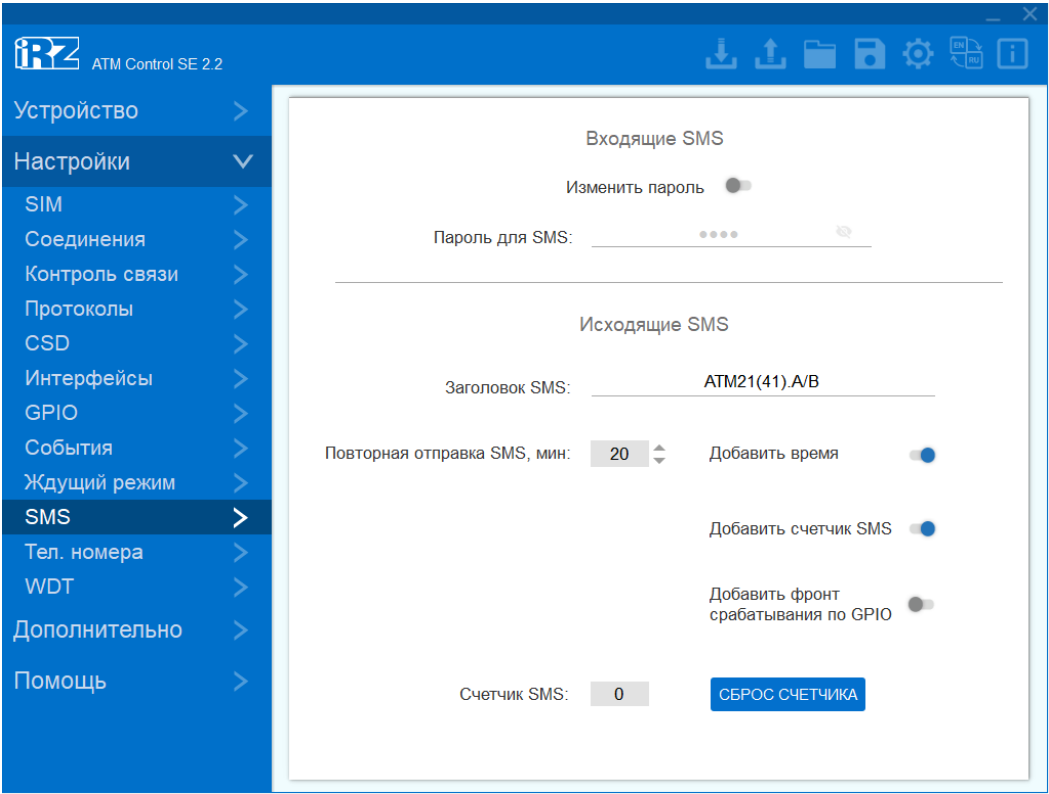 iRZ ATM Control SE 2.2
EN
RU
i
Устройство
Настройки
SIM
Соединения
Контроль связи
Протоколы
CSD
Интерфейсы
GPIO
События
Ждущий режим
SMS
Тел. номера
WDT
Дополнительно
Помощь
Входящие SMS
Изменить пароль
Пароль для SMS: ••••
Исходящие SMS
Заголовок SMS: ATM21(41).A/B
Повторная отправка SMS, мин: 20 Добавить время
Добавить счетчик SMS
Добавить фронт
срабатывания по GPIO
Счетчик SMS: 0 СБРОС СЧЕТЧИКА